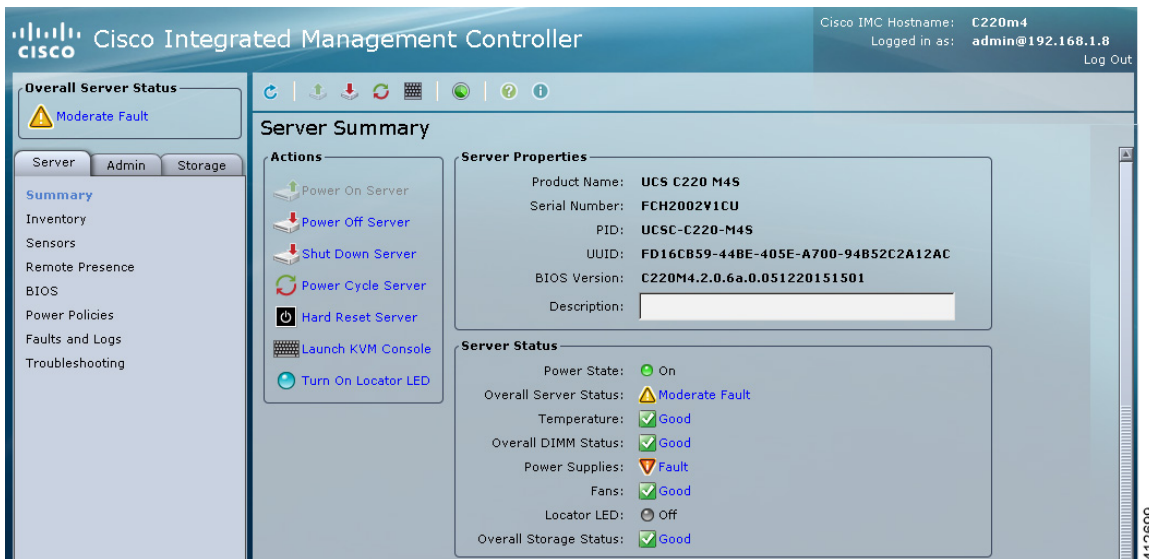 Cisco IMC Hostname: C220m4
CISCO Cisco Integrated Management Controller
Logged in as: admin@192.168.1.8
Log Out
Overall Server Status
Moderate Fault
Server Admin Storage
Summary
Inventory
Sensors
Remote Presence
BIOS
Power Policies
Faults and Logs
Troubleshooting
Server Summary
Actions
Power On Server
Power Off Server
Shut Down Server
Power Cycle Server
Hard Reset Server
Launch KVM Console
Turn On Locator LED
Server Properties
Product Name: UCS C220 M4S
Serial Number: FCH2002V1CU
PID: UCSC-C220-M4S
UUID: FD16CB59-44BE-405E-A700-94B52C2A12AC
BIOS Version: C220M4.2.0.6a.0.051220151501
Description:
Server Status
Power State: On
Overall Server Status: Moderate Fault
Temperature: Good
Overall DIMM Status: Good
Power Supplies: Fault
Fans: Good
Locator LED: Off
Overall Storage Status: Good